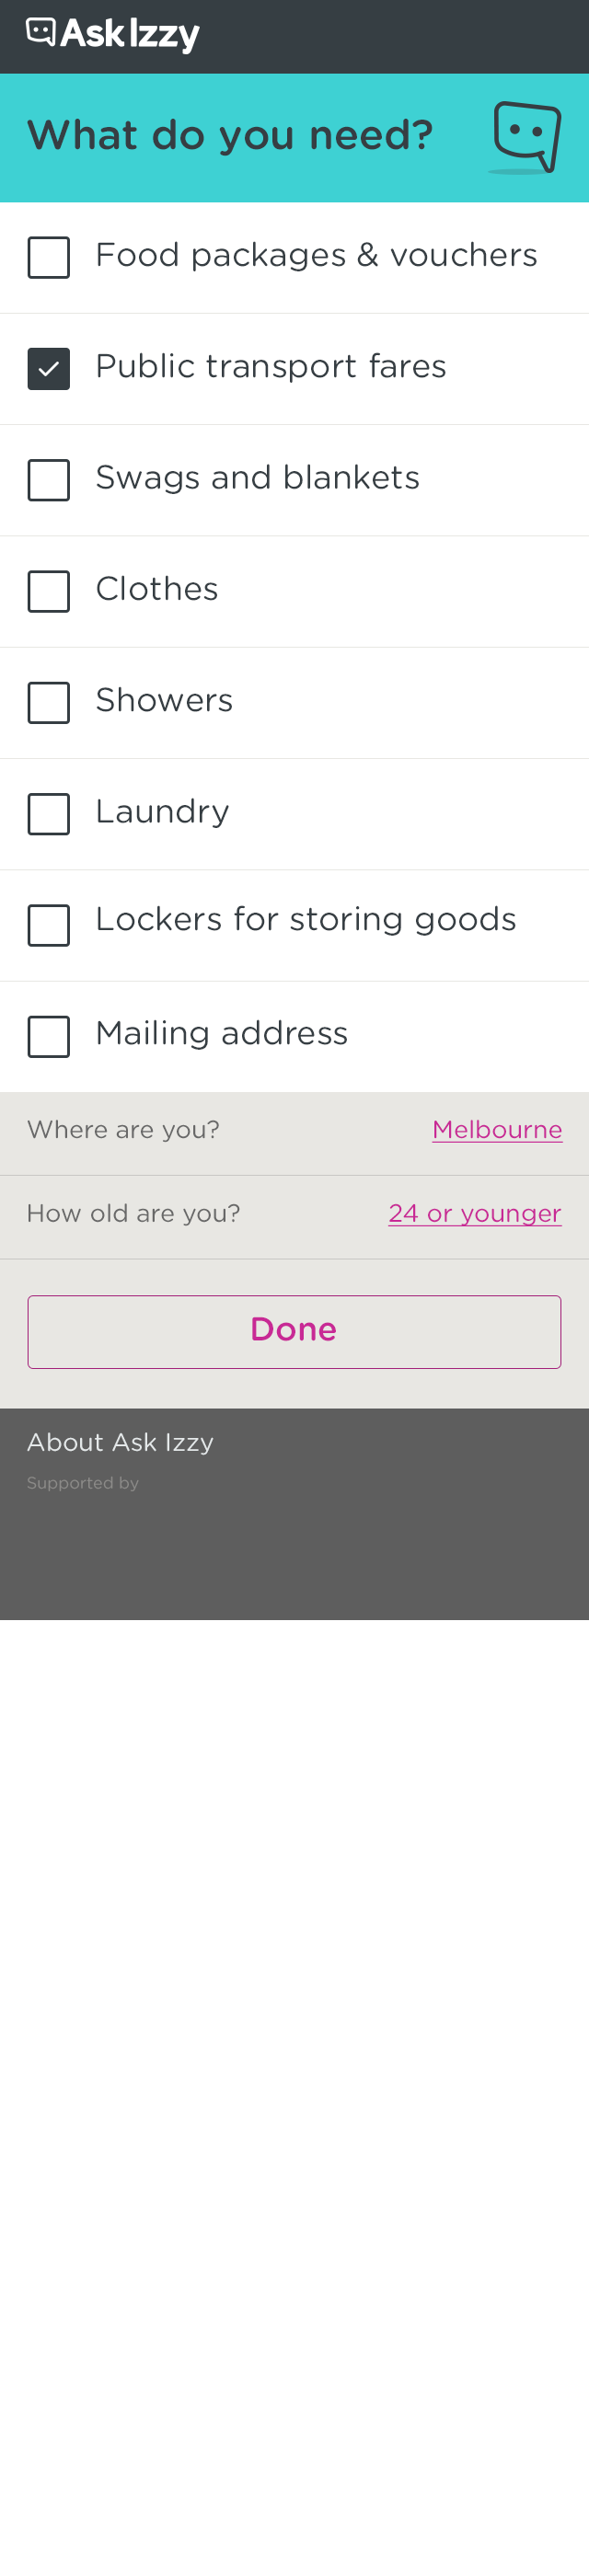 Ask Izzy
What do you need?
Food packages & vouchers
Public transport fares
Swags and blankets
Clothes
Showers
Laundry
Lockers for storing goods
Mailing address
Where are you? Melbourne
How old are you? 24 or younger
Done
About Ask Izzy
Supported by